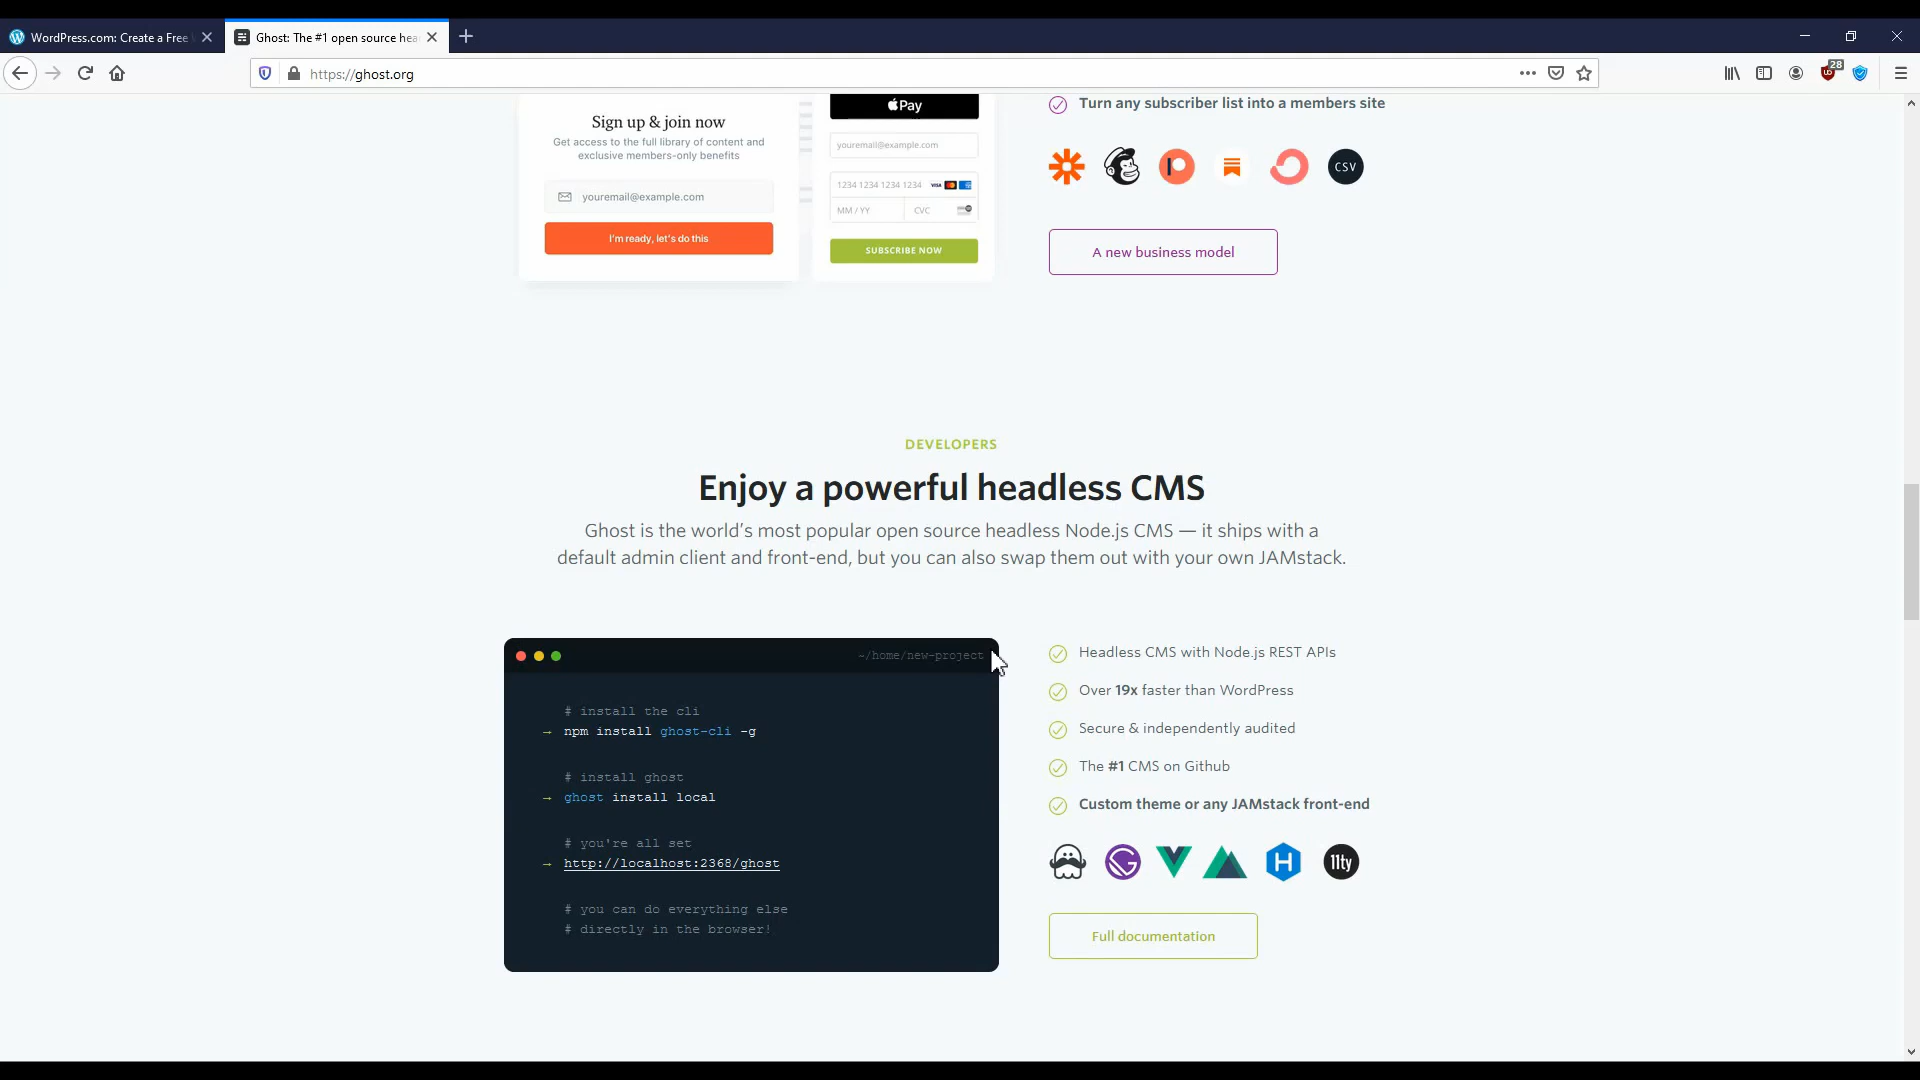 WordPress.com: Create a Free
Ghost: The #1 open source hea
https://ghost.org
28
Sign up & join now
Get access to the full library of content and
exclusive members-only benefits
youremail@example.com
I'm ready, let's do this
Pay
youremail@example.com
1234 1234 1234 1234 VISA
MM / YY CVC
SUBSCRIBE NOW
Turn any subscriber list into a members site
CSV
A new business model
DEVELOPERS
Enjoy a powerful headless CMS
Ghost is the world's most popular open source headless Node.js CMS — it ships with a
default admin client and front-end, but you can also swap them out with your own JAMstack.
~/home/new-project
# install the cli
→ npm install ghost-cli -g
# install ghost
→ ghost install local
# you're all set
→ http://localhost:2368/ghost
# you can do everything else
# directly in the browser!
Headless CMS with Node.js REST APIs
Over 19x faster than WordPress
Secure & independently audited
The #1 CMS on Github
Custom theme or any JAMstack front-end
H
11ty
Full documentation